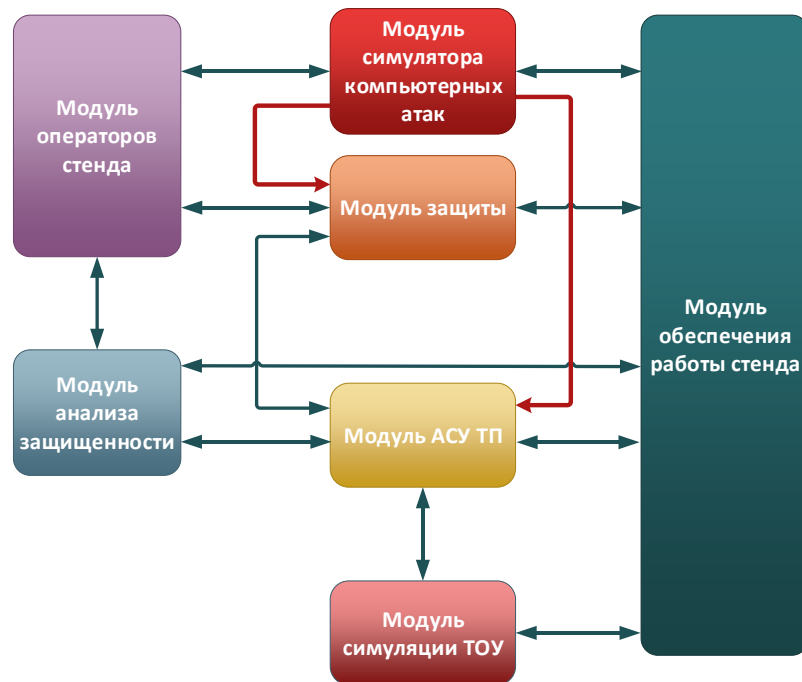 Модуль
операторов
стенда
Модуль
симулятора
компьютерных
атак
Модуль защиты
Модуль
обеспечения
работы стенда
Модуль
анализа
защищенности
Модуль АСУ ТП
Модуль
симуляции ТОУ